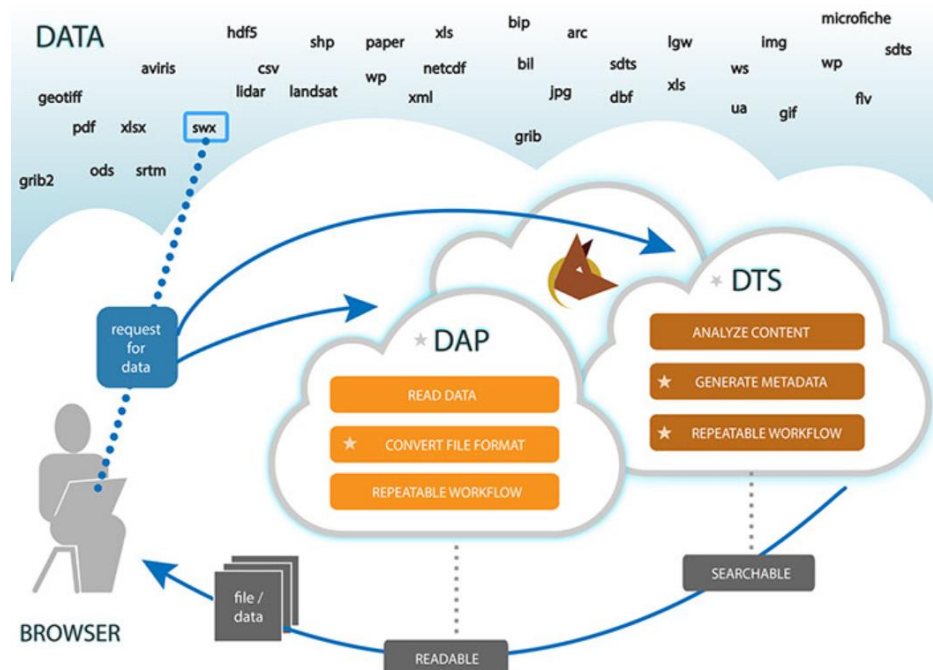 DATA
hdf5
shp
paper
xls
bip
arc
lgw
img
microfiche
sdts
aviris
csv
wp
netcdf
bil
sdts
xls
ws
wp
geotiff
lidar
landsat
xml
jpg
dbf
ua
gif
flv
pdf
xlsx
swx
grib
grib2
ods
srtm
request
for
data
DAP
READ DATA
CONVERT FILE FORMAT
REPEATABLE WORKFLOW
DTS
ANALYZE CONTENT
GENERATE METADATA
REPEATABLE WORKFLOW
SEARCHABLE
READABLE
file /
data
BROWSER